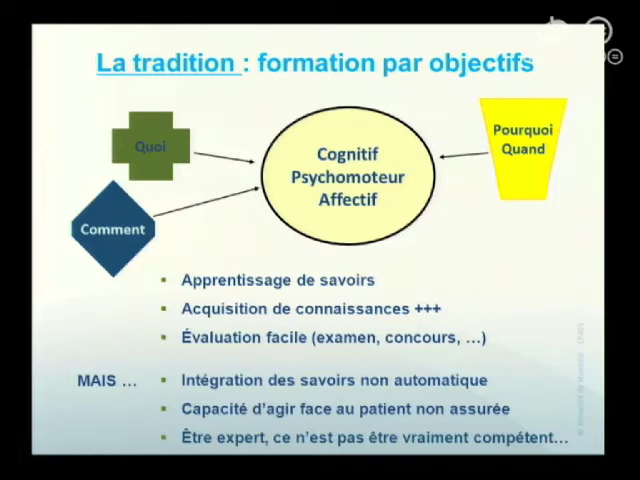 La tradition : formation par objectifs
Quoi
Comment
Cognitif
Psychomoteur
Affectif
Pourquoi
Quand
▪ Apprentissage de savoirs
▪ Acquisition de connaissances +++
▪ Évaluation facile (examen, concours, …)
MAIS … ▪ Intégration des savoirs non automatique
▪ Capacité d'agir face au patient non assurée
▪ Être expert, ce n'est pas être vraiment compétent…